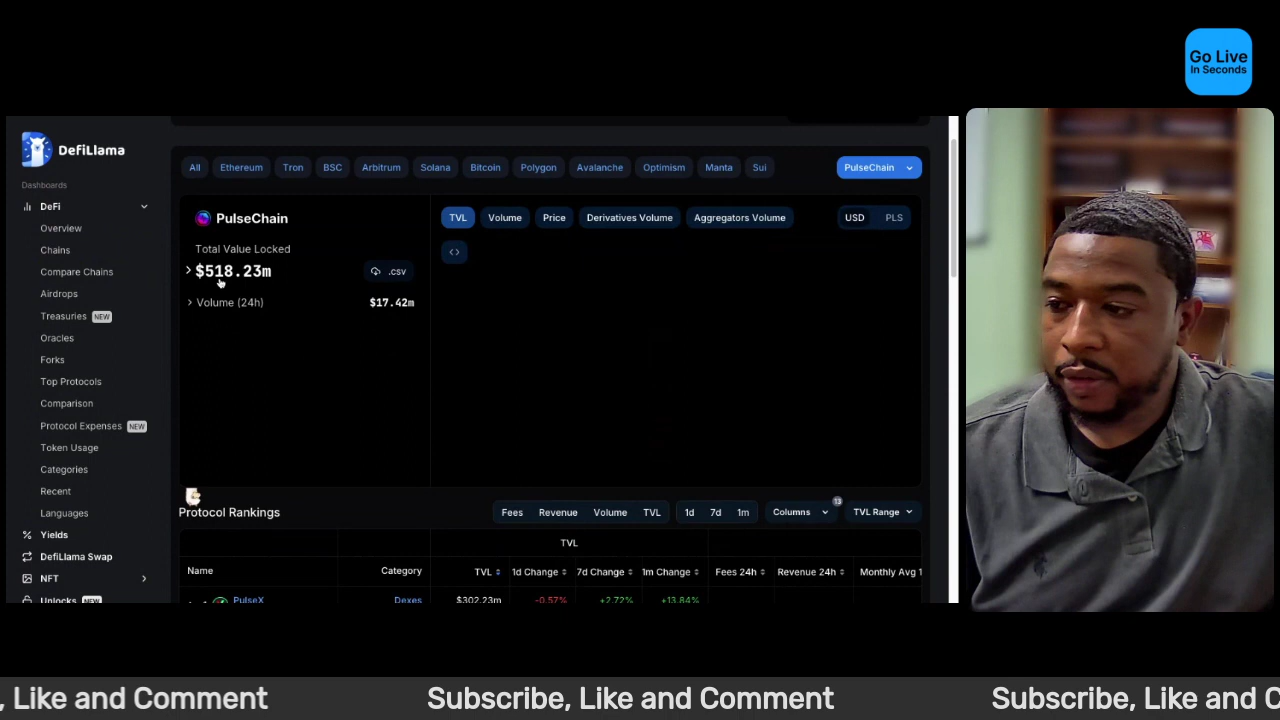 Go Live
in Seconds
DefiLlama
Dashboards
DeFi
Overview
Chains
Compare Chains
Airdrops
Treasuries NEW
Oracles
Forks
Top Protocols
Comparison
Protocol Expenses NEW
Token Usage
Categories
Recent
Languages
Yields
DefiLlama Swap
NFT
Unlocks NEW
All Ethereum Tron BSC Arbitrum Solana Bitcoin Polygon Avalanche Optimism Manta Sui PulseChain
PulseChain
Total Value Locked
$518.23m .csv
Volume (24h) $17.42m
TVL Volume Price Derivatives Volume Aggregators Volume USD PLS
Protocol Rankings Fees Revenue Volume TVL 1d 7d 1m Columns 13 TVL Range
TVL
Name Category TVL 1d Change 7d Change 1m Change Fees 24h Revenue 24h Monthly Avg 1
PulseX Dexes $302.23m -0.57% +2.72% +13.84%
, Like and Comment Subscribe, Like and Comment Subscribe, Like and C